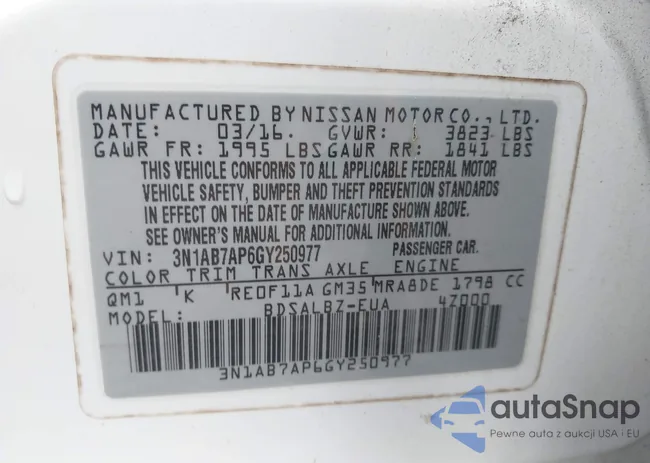 MANUFACTURED BY NISSAN MOTOR CO., LTD.
DATE: 03/16. GVWR: 3823 LBS
GAWR FR: 1995 LBS GAWR RR: 1841 LBS
THIS VEHICLE CONFORMS TO ALL APPLICABLE FEDERAL MOTOR
VEHICLE SAFETY, BUMPER AND THEFT PREVENTION STANDARDS
IN EFFECT ON THE DATE OF MANUFACTURE SHOWN ABOVE.
SEE OWNER'S MANUAL FOR ADDITIONAL INFORMATION.
VIN: 3N1AB7AP6GY250977 PASSENGER CAR.
COLOR TRIM TRANS AXLE ENGINE
QM1 K RE0F11A GM35 MRA8DE 1798 CC
MODEL: BDSALBZ-EUA 4Z000
3N1AB7AP6GY250977
autaSnap
Pewne auta z aukcji USA i EU